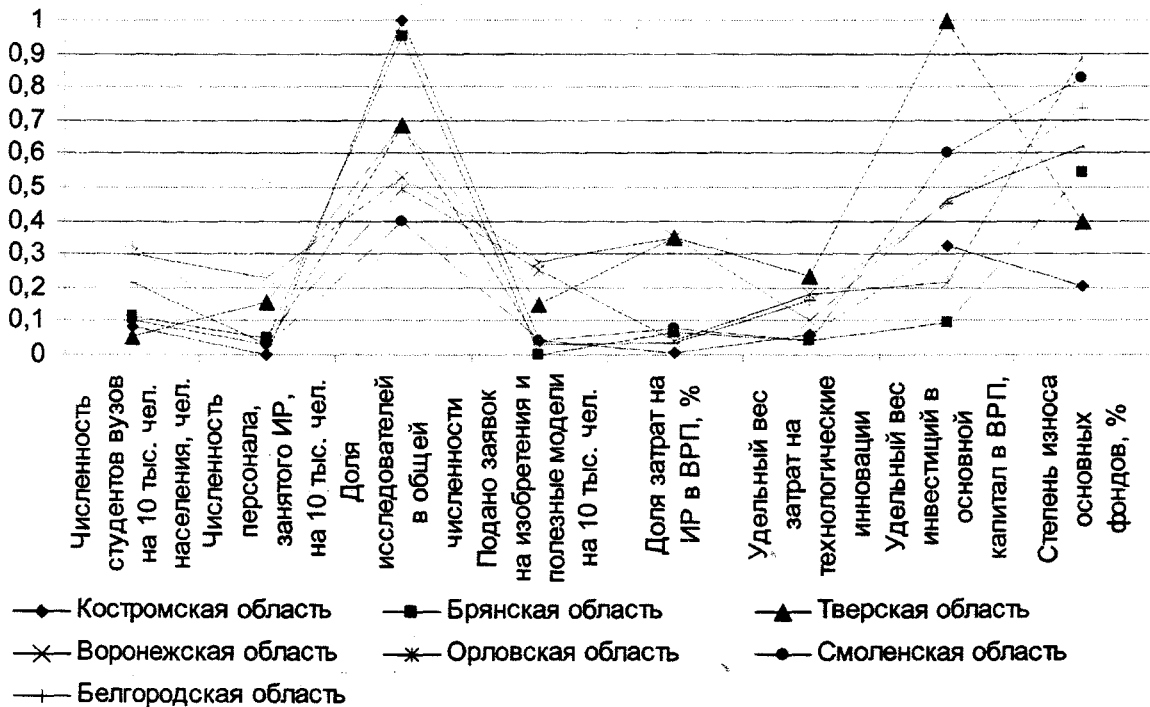 1
0,9
0,8
0,7
0,6
0,5
0,4
0,3
0,2
0,1
0
Численность
студентов вузов
на 10 тыс. чел.
населения, чел.
Численность
персонала,
занятого ИР,
на 10 тыс. чел.
Доля
исследователей
в общей
численности
Подано заявок
на изобретения и
полезные модели
на 10 тыс. чел.
Доля затрат на
ИР в ВРП, %
Удельный вес
затрат на
технологические
инновации
Удельный вес
инвестиций в
основной
капитал в ВРП,
Степень износа
основных
фондов, %
Костромская область
Брянская область
Тверская область
Воронежская область
Орловская область
Смоленская область
Белгородская область